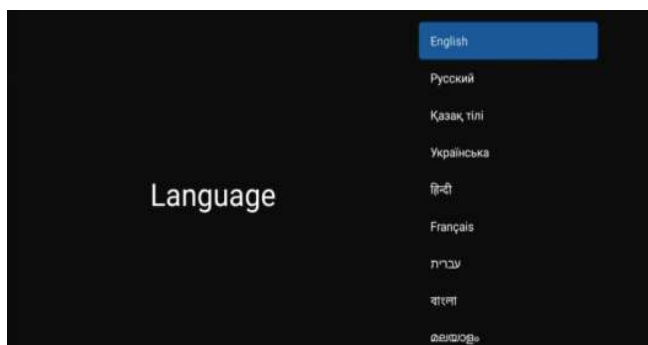 Language
English
Русский
Қазақ тілі
Українська
हिन्दी
Français
עברית
বাংলা
മലയാളം